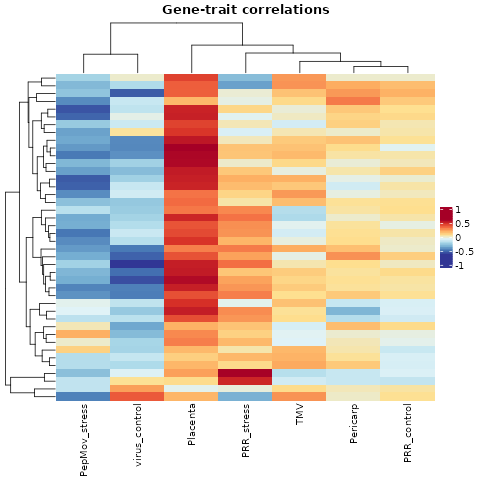 Gene-trait correlations
1
0.5
0
-0.5
-1
PepMov_stress
virus_control
Placenta
PRR_stress
TMV
Pericarp
PRR_control